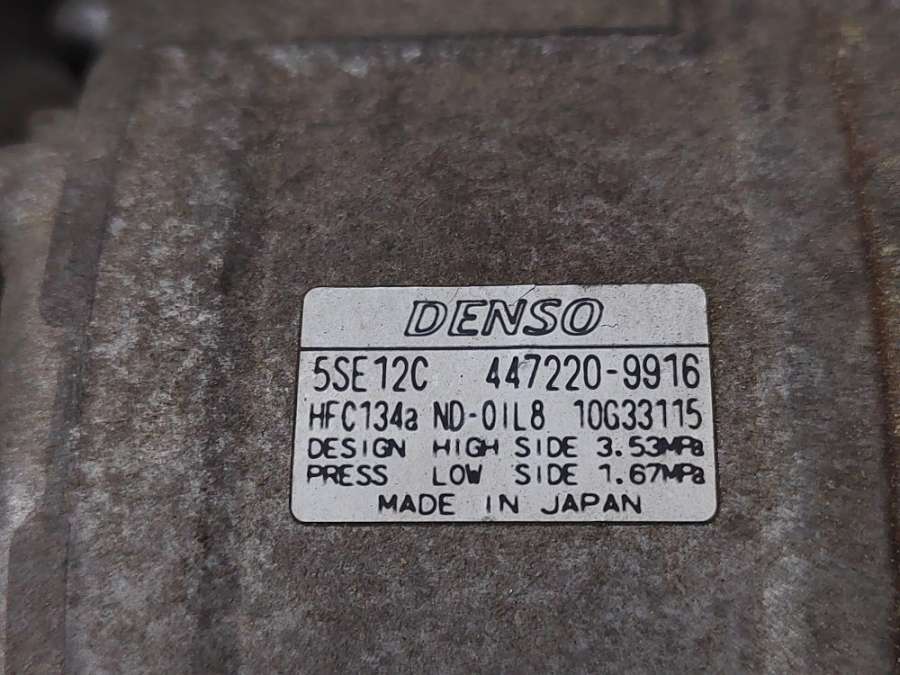 DENSO
5SE12C 447220-9916
HFC134a ND-OIL8 10G33115
DESIGN HIGH SIDE 3.53MPa
PRESS LOW SIDE 1.67MPa
MADE IN JAPAN